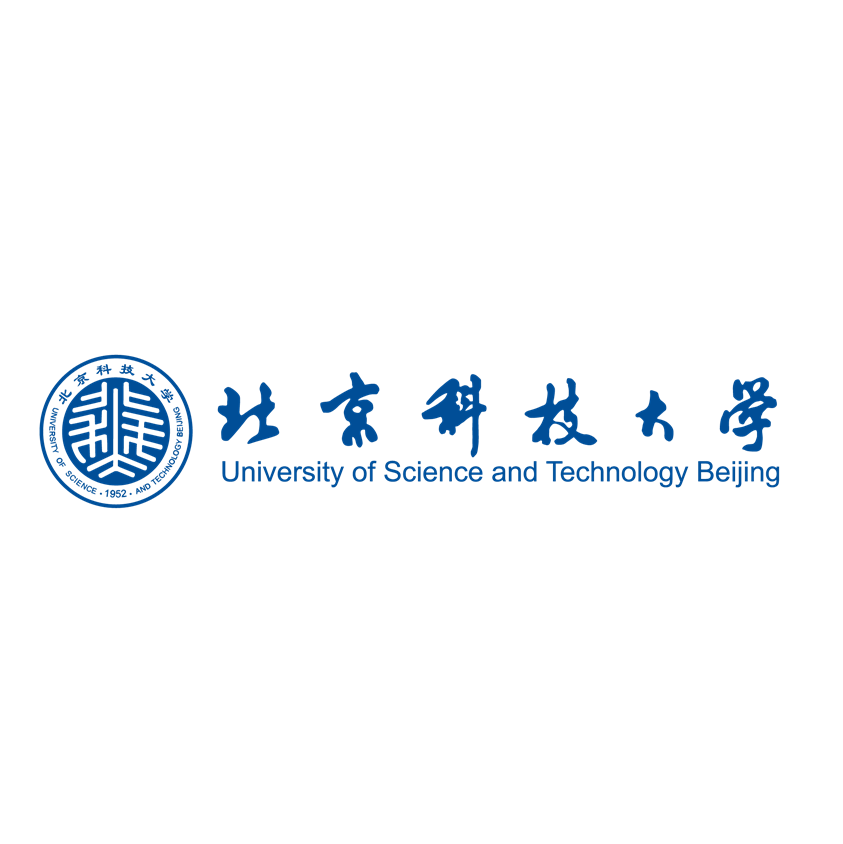 北京科技大学
UNIVERSITY OF SCIENCE · 1952 · AND TECHNOLOGY BEIJING
北京科技大学
University of Science and Technology Beijing